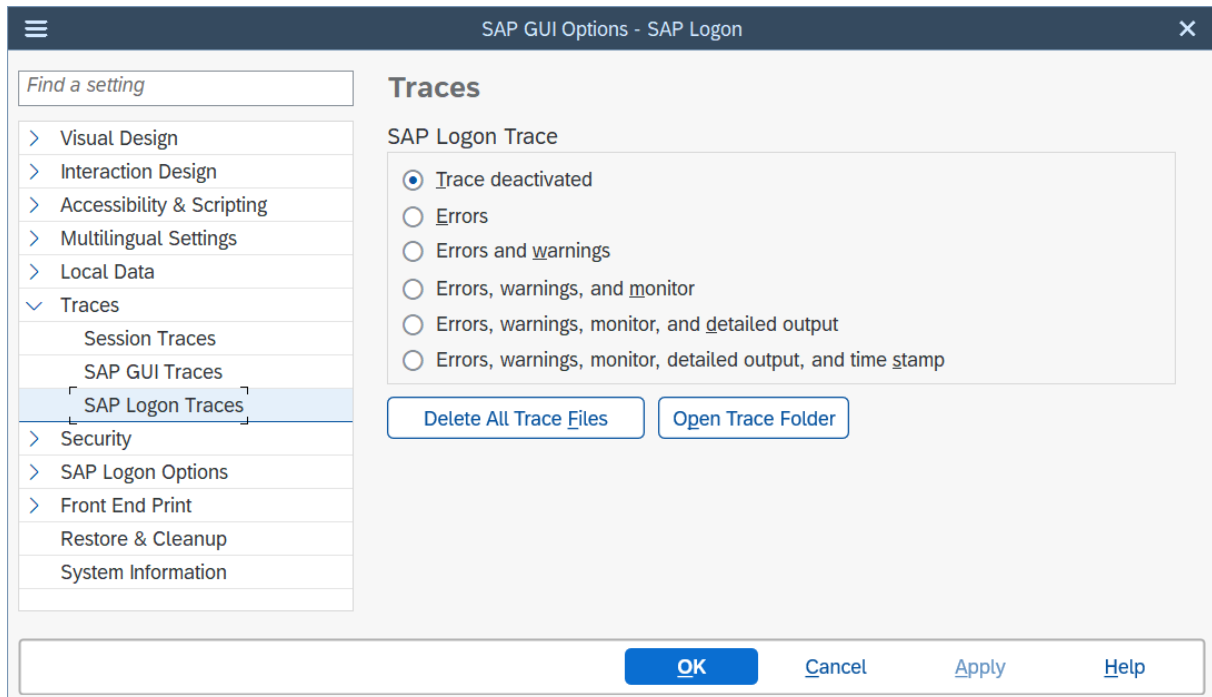 SAP GUI Options - SAP Logon
Find a setting
Visual Design
Interaction Design
Accessibility & Scripting
Multilingual Settings
Local Data
Traces
Session Traces
SAP GUI Traces
SAP Logon Traces
Security
SAP Logon Options
Front End Print
Restore & Cleanup
System Information
Traces
SAP Logon Trace
Trace deactivated
Errors
Errors and warnings
Errors, warnings, and monitor
Errors, warnings, monitor, and detailed output
Errors, warnings, monitor, detailed output, and time stamp
Delete All Trace Files Open Trace Folder
OK Cancel Apply Help